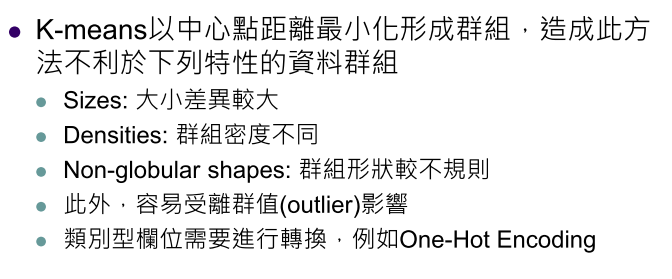 K-means以中心點距離最小化形成群組，造成此方
法不利於下列特性的資料群組
Sizes: 大小差異較大
Densities: 群組密度不同
Non-globular shapes: 群組形狀較不規則
此外，容易受離群值(outlier)影響
類別型欄位需要進行轉換，例如One-Hot Encoding